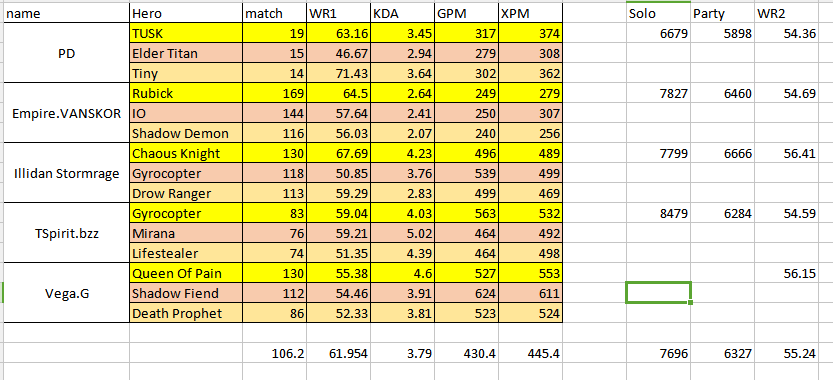 name Hero match WR1 KDA GPM XPM Solo Party WR2
TUSK 19 63.16 3.45 317 374 6679 5898 54.36
PD Elder Titan 15 46.67 2.94 279 308
Tiny 14 71.43 3.64 302 362
Rubick 169 64.5 2.64 249 279 7827 6460 54.69
Empire.VANSKOR IO 144 57.64 2.41 250 307
Shadow Demon 116 56.03 2.07 240 256
Chaous Knight 130 67.69 4.23 496 489 7799 6666 56.41
Illidan Stormrage Gyrocopter 118 50.85 3.76 539 499
Drow Ranger 113 59.29 2.83 499 469
Gyrocopter 83 59.04 4.03 563 532 8479 6284 54.59
TSpirit.bzz Mirana 76 59.21 5.02 464 492
Lifestealer 74 51.35 4.39 464 498
Queen Of Pain 130 55.38 4.6 527 553 56.15
Vega.G Shadow Fiend 112 54.46 3.91 624 611
Death Prophet 86 52.33 3.81 523 524
106.2 61.954 3.79 430.4 445.4 7696 6327 55.24